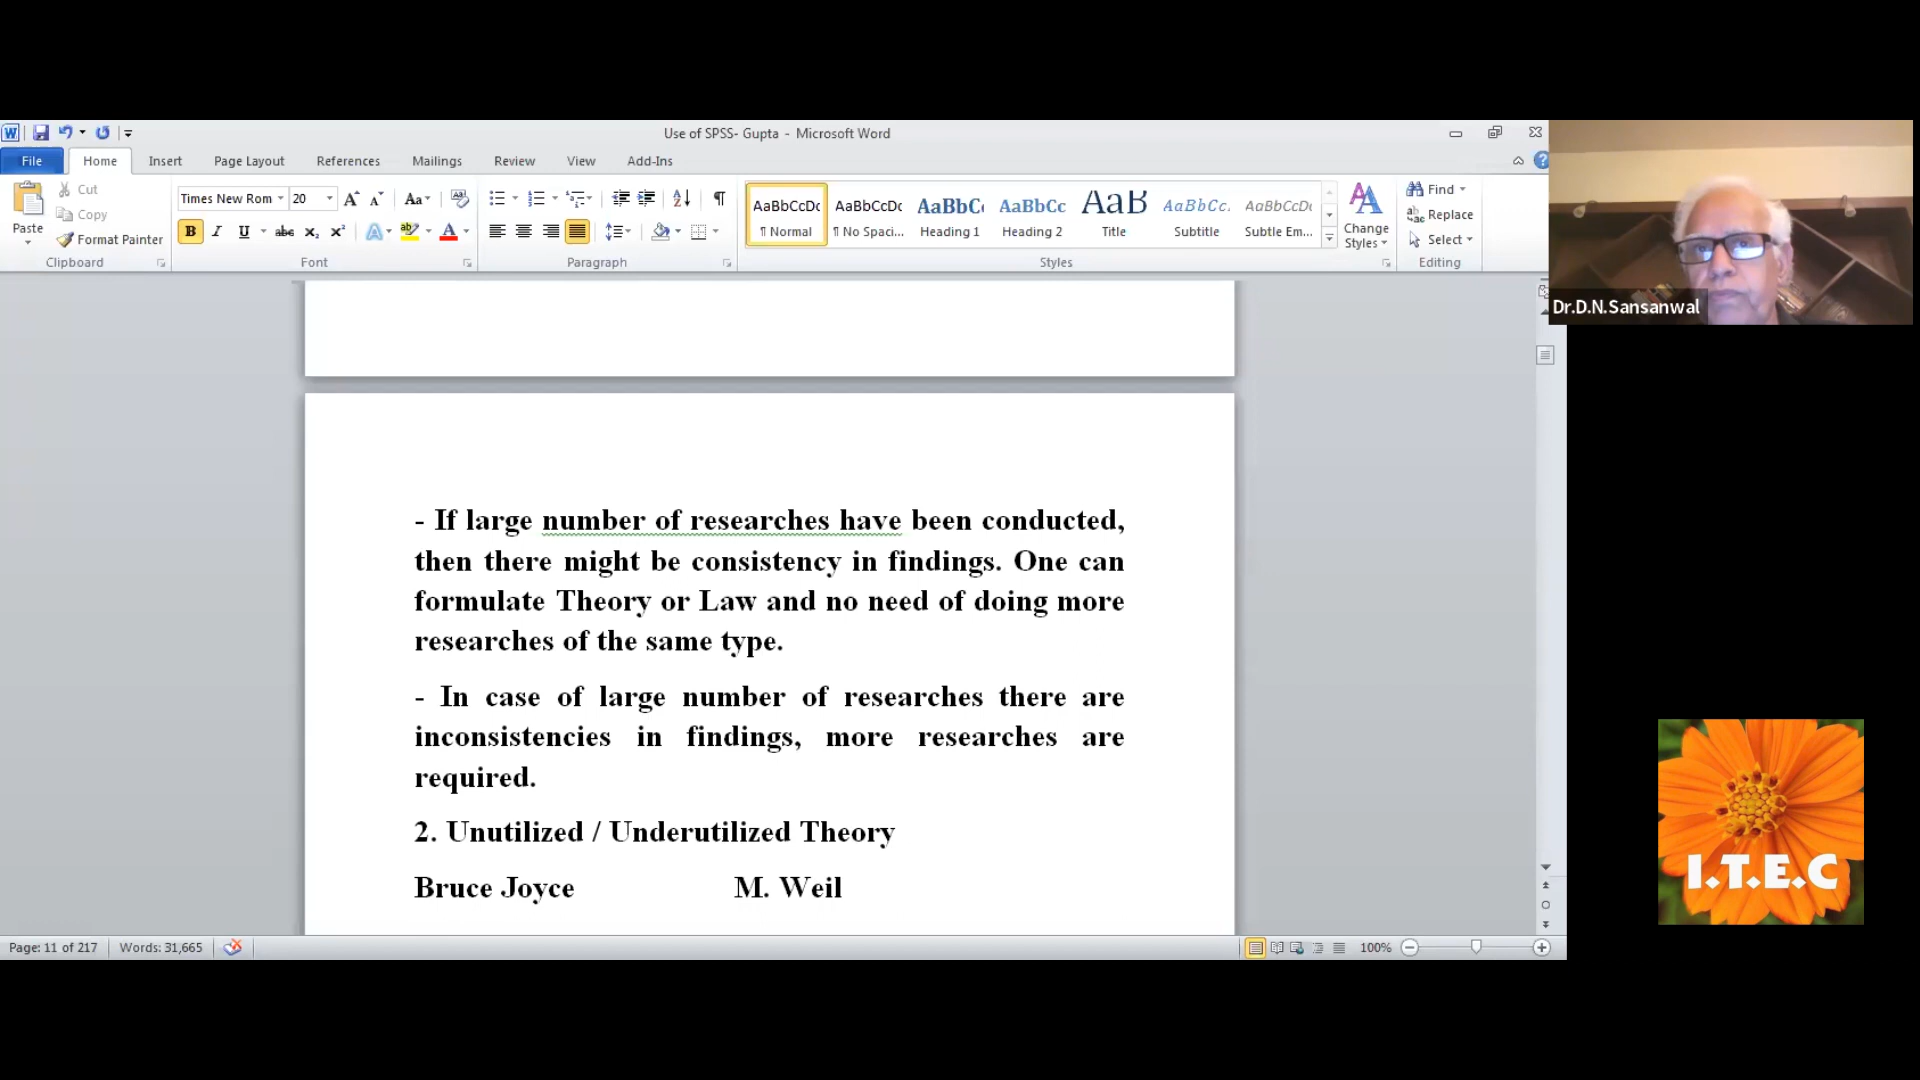 Use of SPSS- Gupta - Microsoft Word
File Home Insert Page Layout References Mailings Review View Add-Ins
Paste
Cut
Copy
Format Painter
Clipboard
Times New Rom 20
Font
Paragraph
AaBbCcDc AaBbCcDc AaBbC AaBbCc AaB AaBbCc. AaBbCcDc
¶ Normal ¶ No Spaci... Heading 1 Heading 2 Title Subtitle Subtle Em...
Change Styles
Styles
Find
Replace
Select
Editing
Dr.D.N.Sansanwal
- If large number of researches have been conducted,
then there might be consistency in findings. One can
formulate Theory or Law and no need of doing more
researches of the same type.
- In case of large number of researches there are
inconsistencies in findings, more researches are
required.
2. Unutilized / Underutilized Theory
Bruce Joyce M. Weil
I.T.E.C
Page: 11 of 217 Words: 31,665 100%